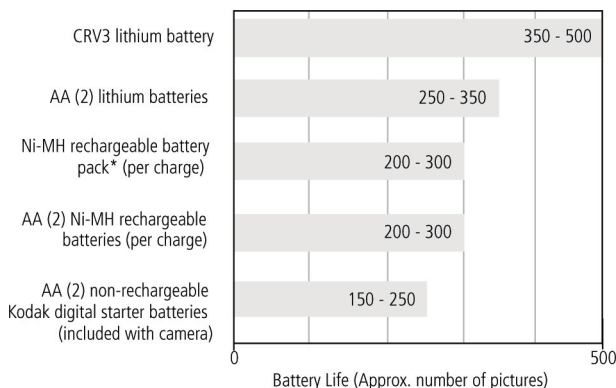 CRV3 lithium battery
350 - 500
AA (2) lithium batteries
250 - 350
Ni-MH rechargeable battery
pack* (per charge)
200 - 300
AA (2) Ni-MH rechargeable
batteries (per charge)
200 - 300
AA (2) non-rechargeable
Kodak digital starter batteries
(included with camera)
150 - 250
0
500
Battery Life (Approx. number of pictures)